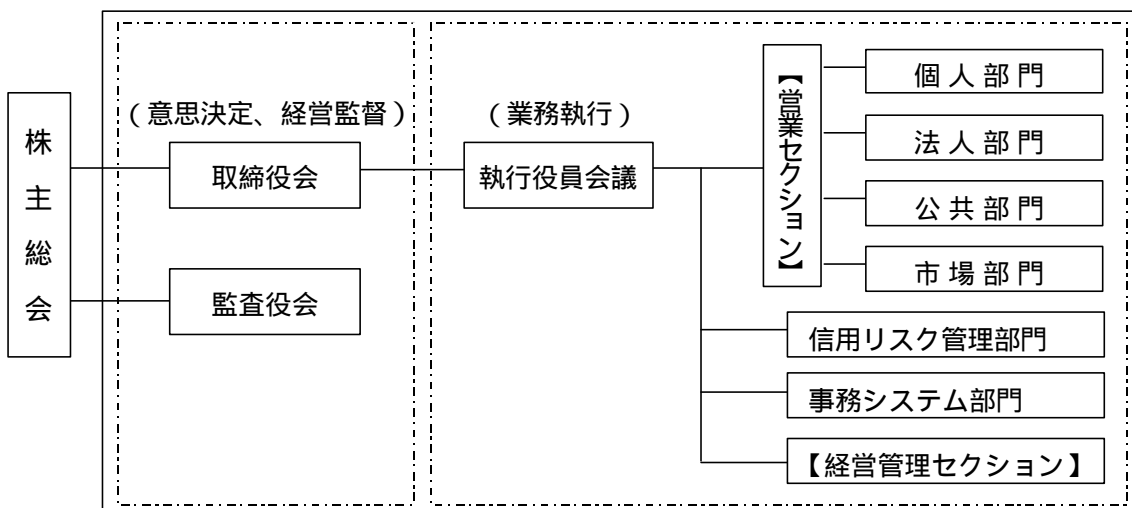 株主総会
（意思決定、経営監督）
取締役会
監査役会
（業務執行）
執行役員会議
【営業セクション】
個人部門
法人部門
公共部門
市場部門
信用リスク管理部門
事務システム部門
【経営管理セクション】